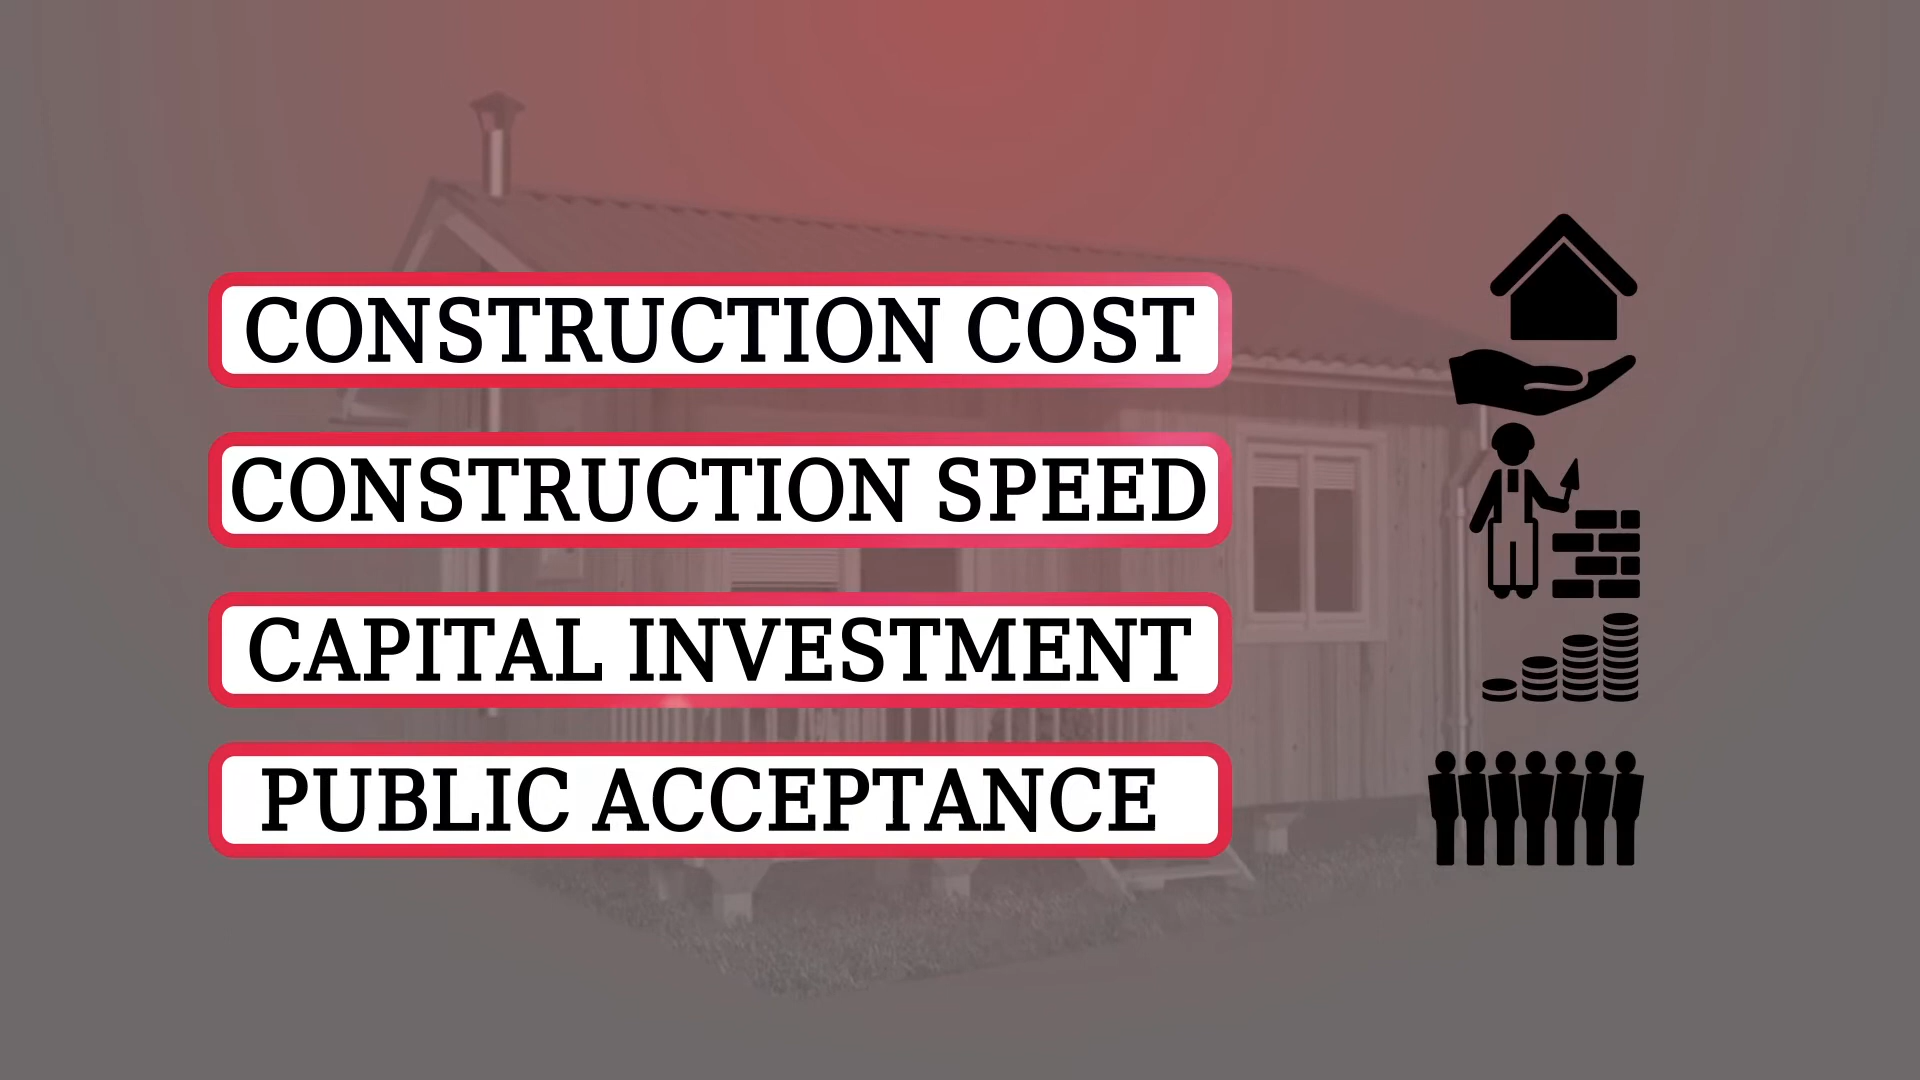 CONSTRUCTION COST
CONSTRUCTION SPEED
CAPITAL INVESTMENT
PUBLIC ACCEPTANCE